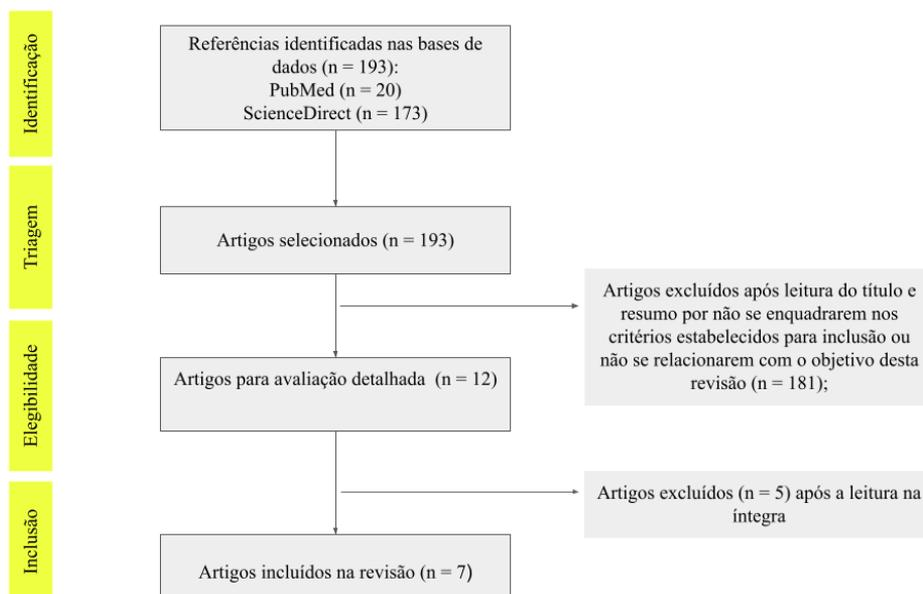 Identificação
Referências identificadas nas bases de
dados (n = 193):
PubMed (n = 20)
ScienceDirect (n = 173)
Triagem
Artigos selecionados (n = 193)
Artigos excluídos após leitura do título e
resumo por não se enquadrarem nos
critérios estabelecidos para inclusão ou
não se relacionarem com o objetivo desta
revisão (n = 181);
Elegibilidade
Artigos para avaliação detalhada (n = 12)
Artigos excluídos (n = 5) após a leitura na
íntegra
Inclusão
Artigos incluídos na revisão (n = 7)